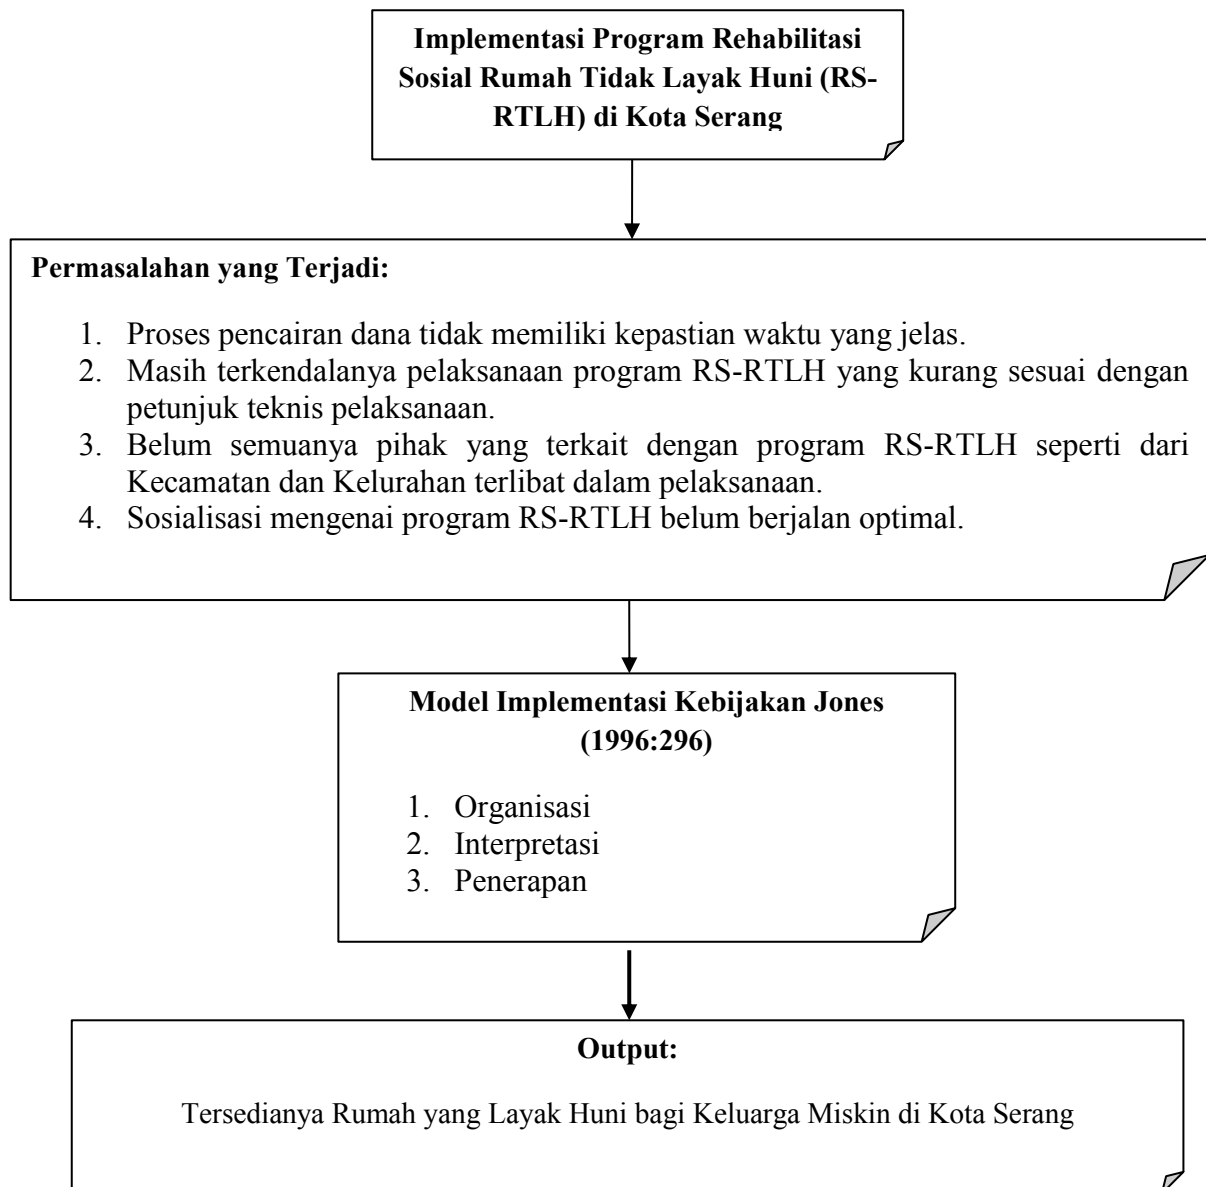 Implementasi Program Rehabilitasi
Sosial Rumah Tidak Layak Huni (RS-
RTLH) di Kota Serang
Permasalahan yang Terjadi:
1. Proses pencairan dana tidak memiliki kepastian waktu yang jelas.
2. Masih terkendalanya pelaksanaan program RS-RTLH yang kurang sesuai dengan
petunjuk teknis pelaksanaan.
3. Belum semuanya pihak yang terkait dengan program RS-RTLH seperti dari
Kecamatan dan Kelurahan terlibat dalam pelaksanaan.
4. Sosialisasi mengenai program RS-RTLH belum berjalan optimal.
Model Implementasi Kebijakan Jones
(1996:296)
1. Organisasi
2. Interpretasi
3. Penerapan
Output:
Tersedianya Rumah yang Layak Huni bagi Keluarga Miskin di Kota Serang